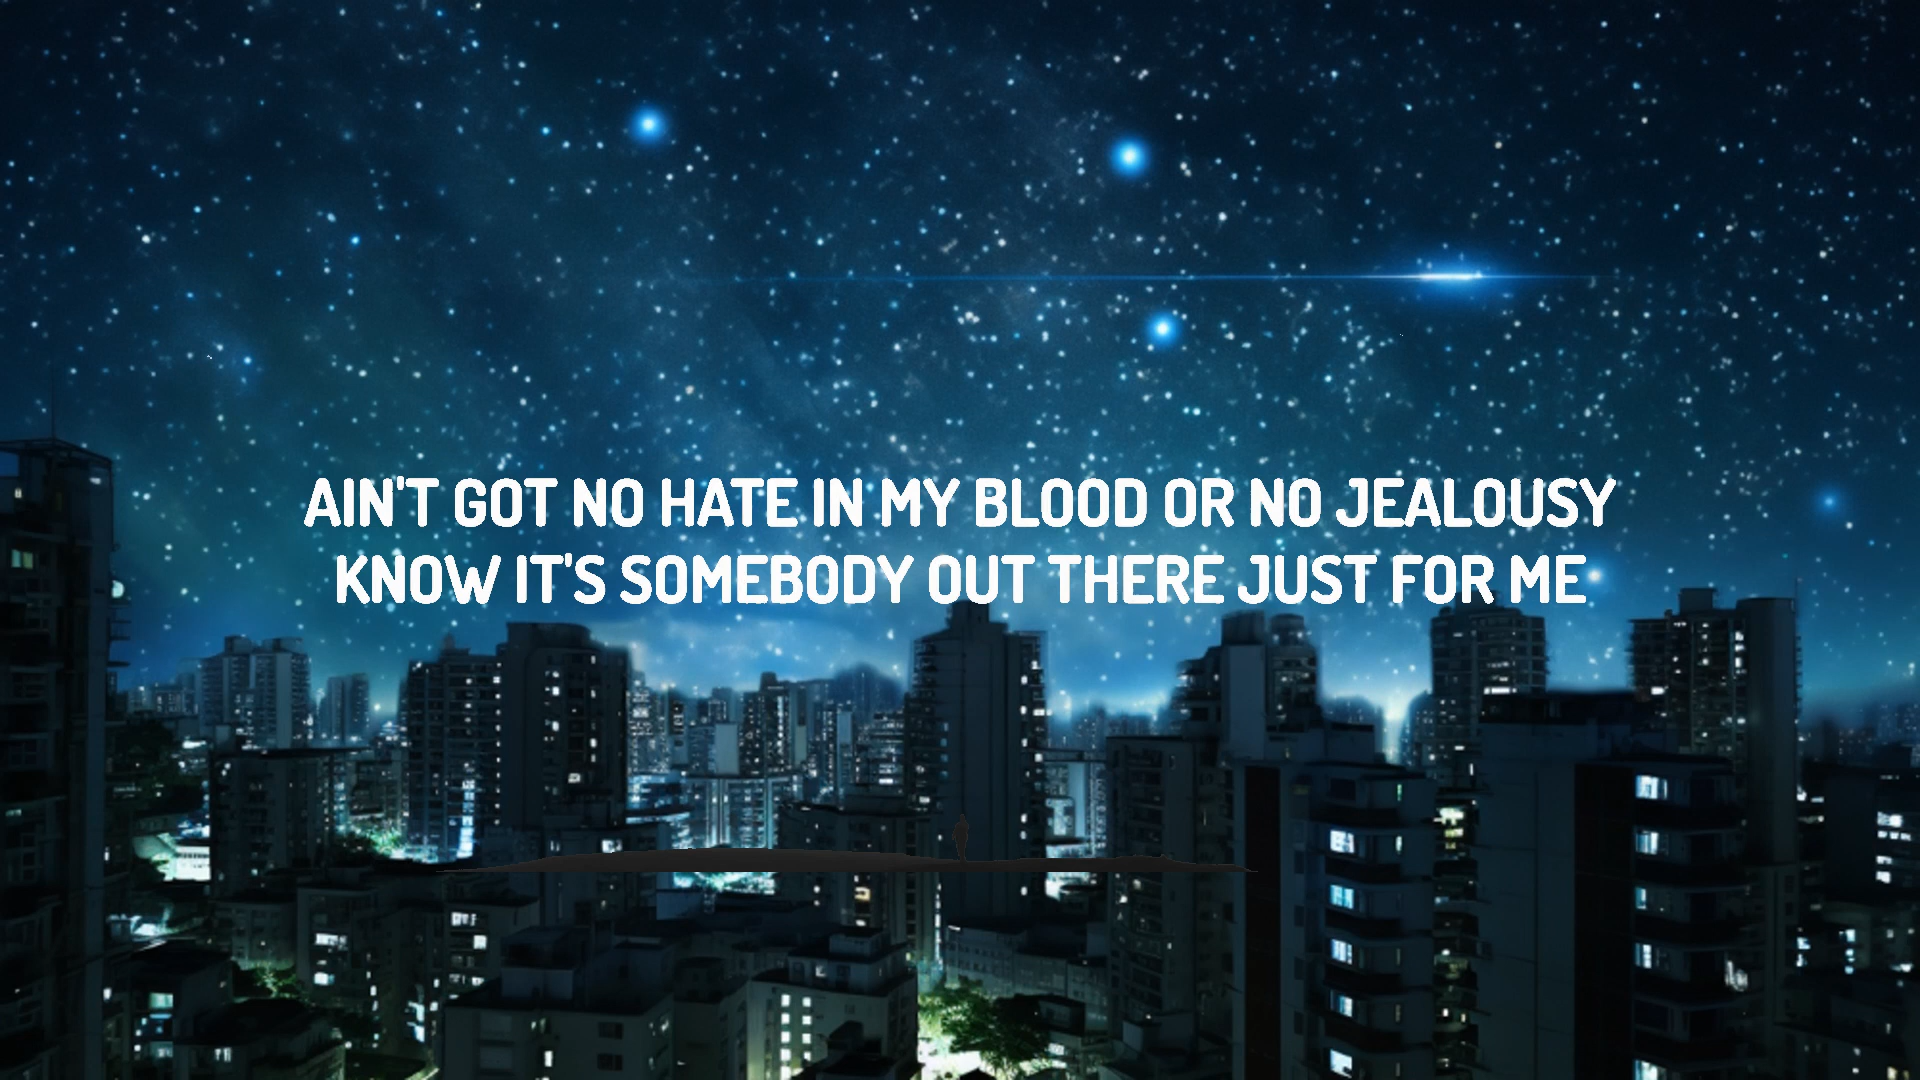 AIN'T GOT NO HATE IN MY BLOOD OR NO JEALOUSY
KNOW IT'S SOMEBODY OUT THERE JUST FOR ME